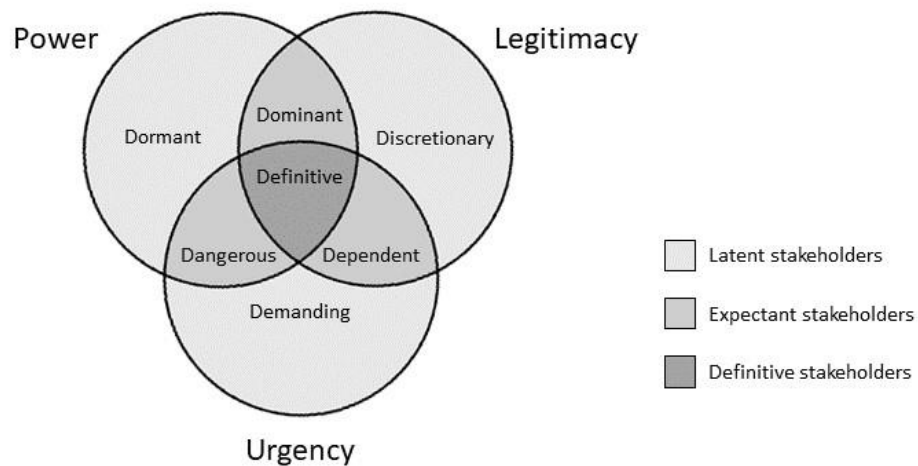 Power
Legitimacy
Dominant
Dormant
Discretionary
Definitive
Dangerous
Dependent
Demanding
Urgency
Latent stakeholders
Expectant stakeholders
Definitive stakeholders